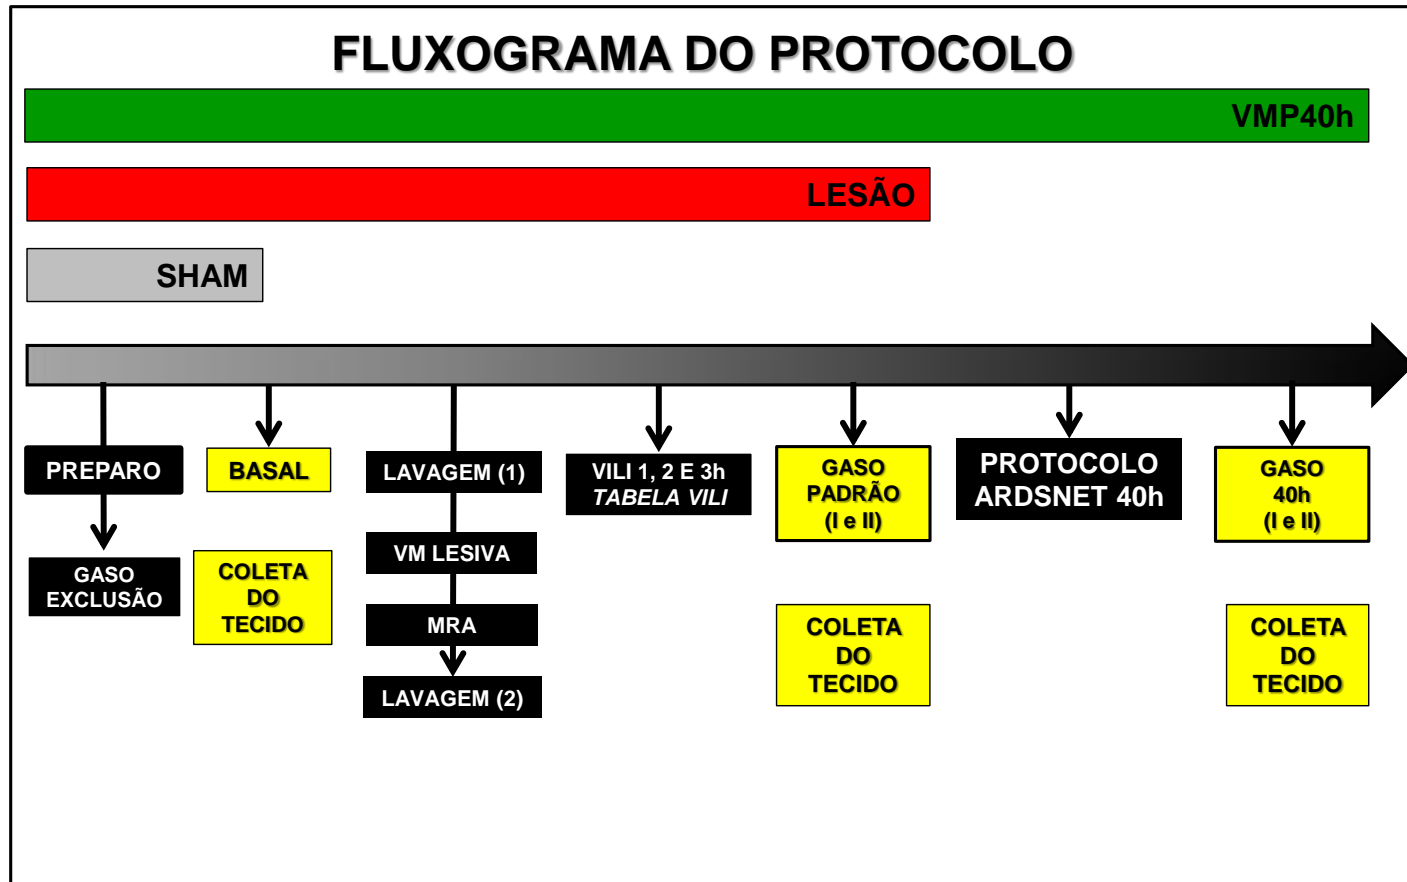 FLUXOGRAMA DO PROTOCOLO
VMP40h
LESÃO
SHAM
PREPARO
GASO
EXCLUSÃO
BASAL
COLETA
DO
TECIDO
LAVAGEM (1)
VM LESIVA
MRA
LAVAGEM (2)
VILI 1, 2 E 3h
TABELA VILI
GASO
PADRÃO
(I e II)
COLETA
DO
TECIDO
PROTOCOLO
ARDSNET 40h
GASO
40h
(I e II)
COLETA
DO
TECIDO